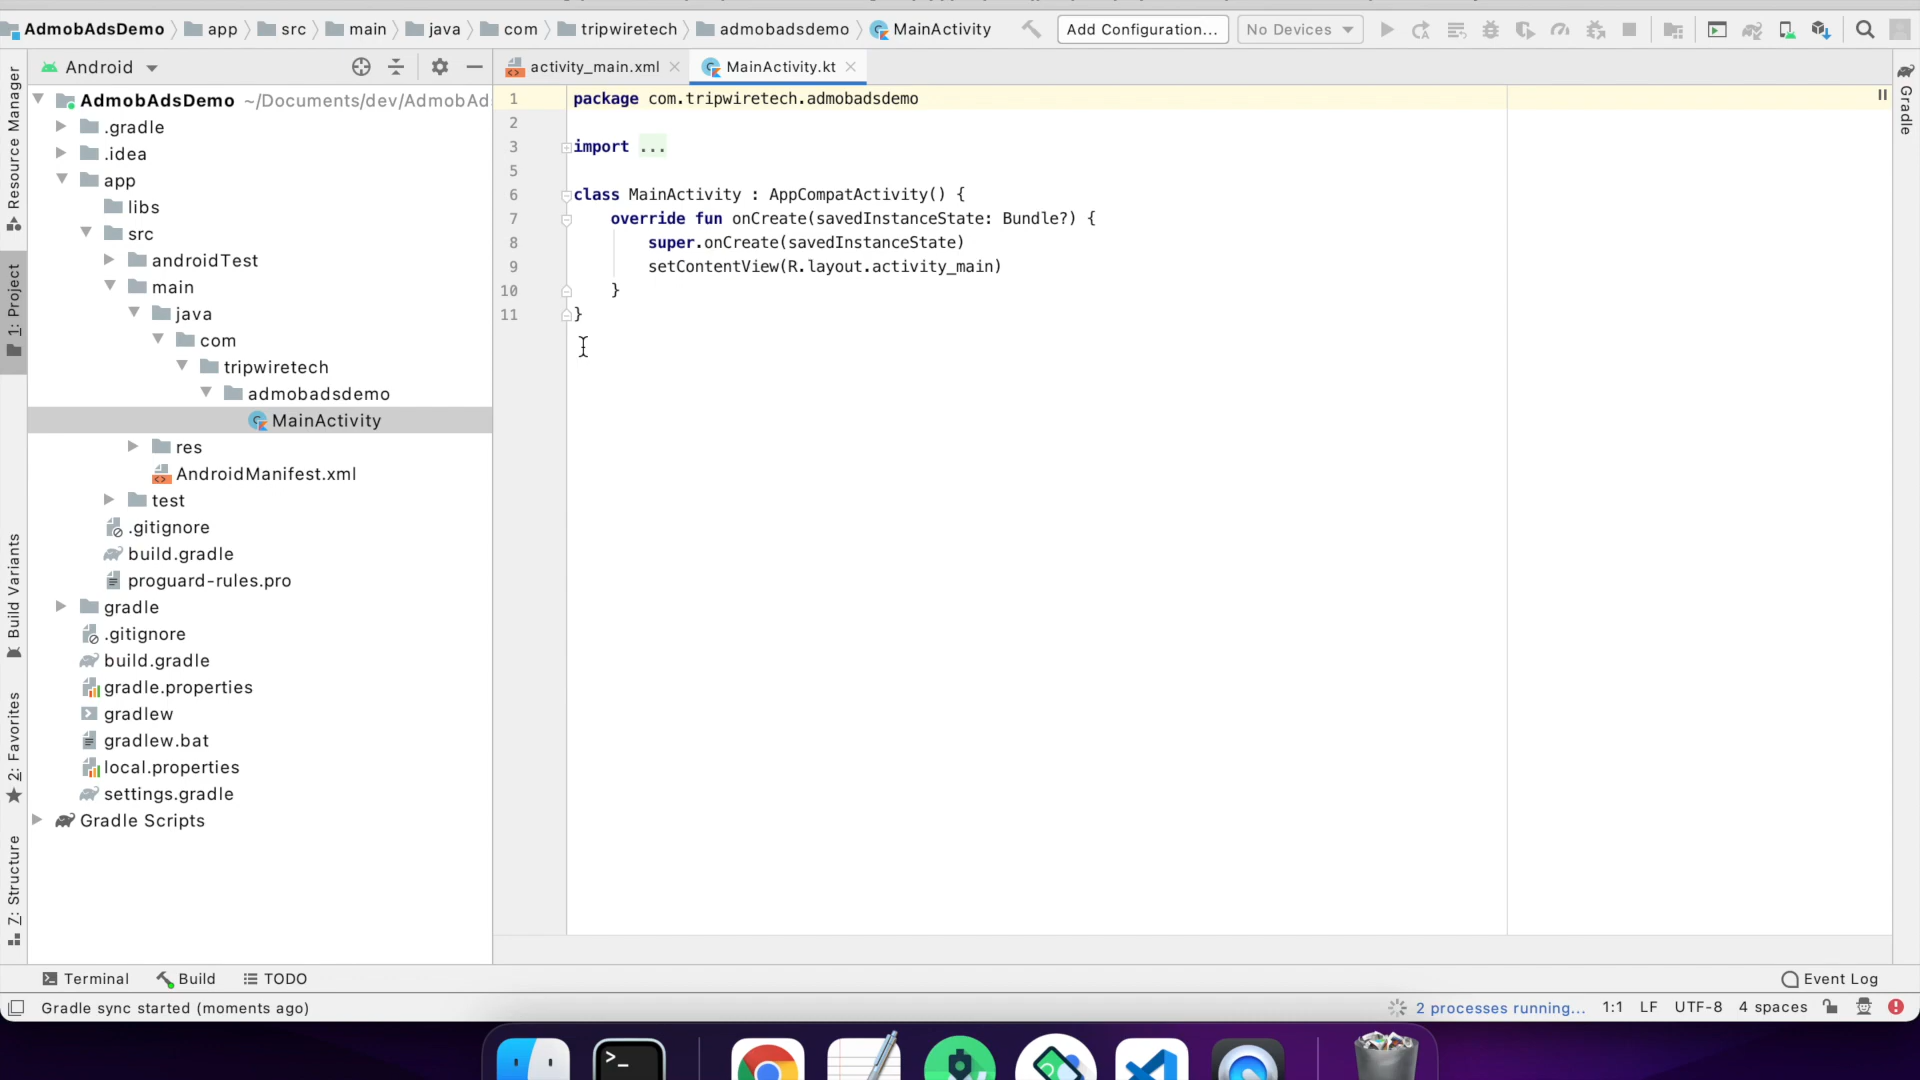 AdmobAdsDemo app src main java com tripwiretech admobadsdemo MainActivity Add Configuration... No Devices
Android
activity_main.xml
MainActivity.kt
Resource Manager
1: Project
Build Variants
2: Favorites
Z: Structure
AdmobAdsDemo ~/Documents/dev/AdmobAd
.gradle
.idea
app
libs
src
androidTest
main
java
com
tripwiretech
admobadsdemo
MainActivity
res
AndroidManifest.xml
test
.gitignore
build.gradle
proguard-rules.pro
gradle
.gitignore
build.gradle
gradle.properties
gradlew
gradlew.bat
local.properties
settings.gradle
Gradle Scripts
1 package com.tripwiretech.admobadsdemo
2
3 import ...
5
6 class MainActivity : AppCompatActivity() {
7 override fun onCreate(savedInstanceState: Bundle?) {
8 super.onCreate(savedInstanceState)
9 setContentView(R.layout.activity_main)
10 }
11 }
Gradle
Terminal Build TODO Event Log
Gradle sync started (moments ago) 2 processes running... 1:1 LF UTF-8 4 spaces